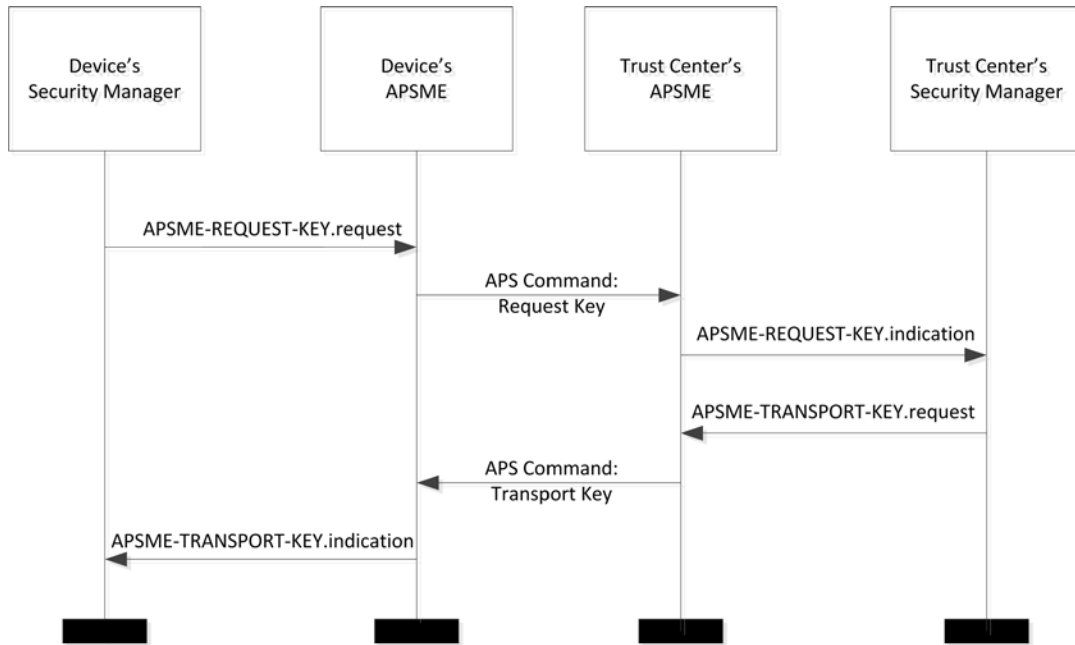 Device's
Security Manager
Device's
APSME
Trust Center's
APSME
Trust Center's
Security Manager
APSME-REQUEST-KEY.request
APS Command:
Request Key
APSME-REQUEST-KEY.indication
APSME-TRANSPORT-KEY.request
APS Command:
Transport Key
APSME-TRANSPORT-KEY.indication